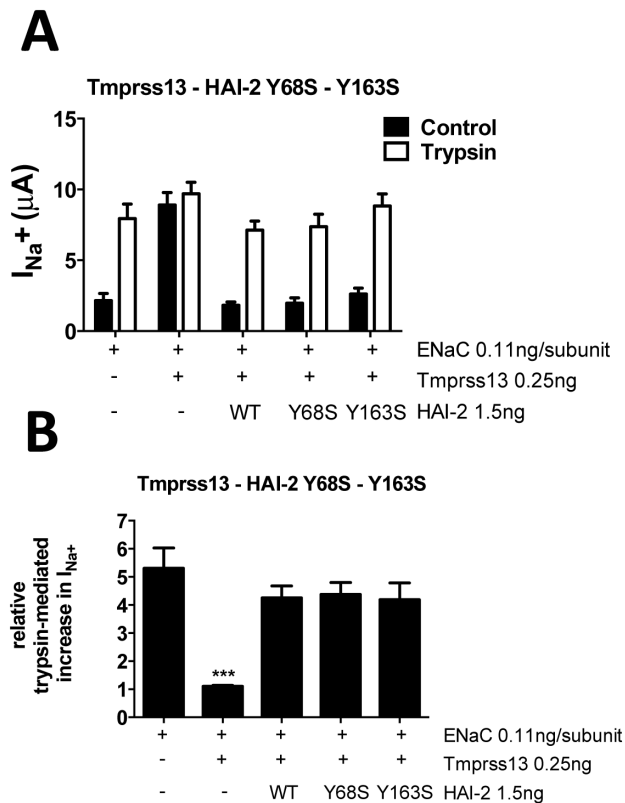 A
Tmprss13 - HAI-2 Y68S - Y163S
Control
Trypsin
INa+ (μA)
15
10
5
0
+ + + + + ENaC 0.11ng/subunit
- + + + + Tmprss13 0.25ng
- - WT Y68S Y163S HAI-2 1.5ng
B
Tmprss13 - HAI-2 Y68S - Y163S
relative
trypsin-mediated
increase in INa+
7
6
5
4
3
2
1
0
***
+ + + + + ENaC 0.11ng/subunit
- + + + + Tmprss13 0.25ng
- - WT Y68S Y163S HAI-2 1.5ng